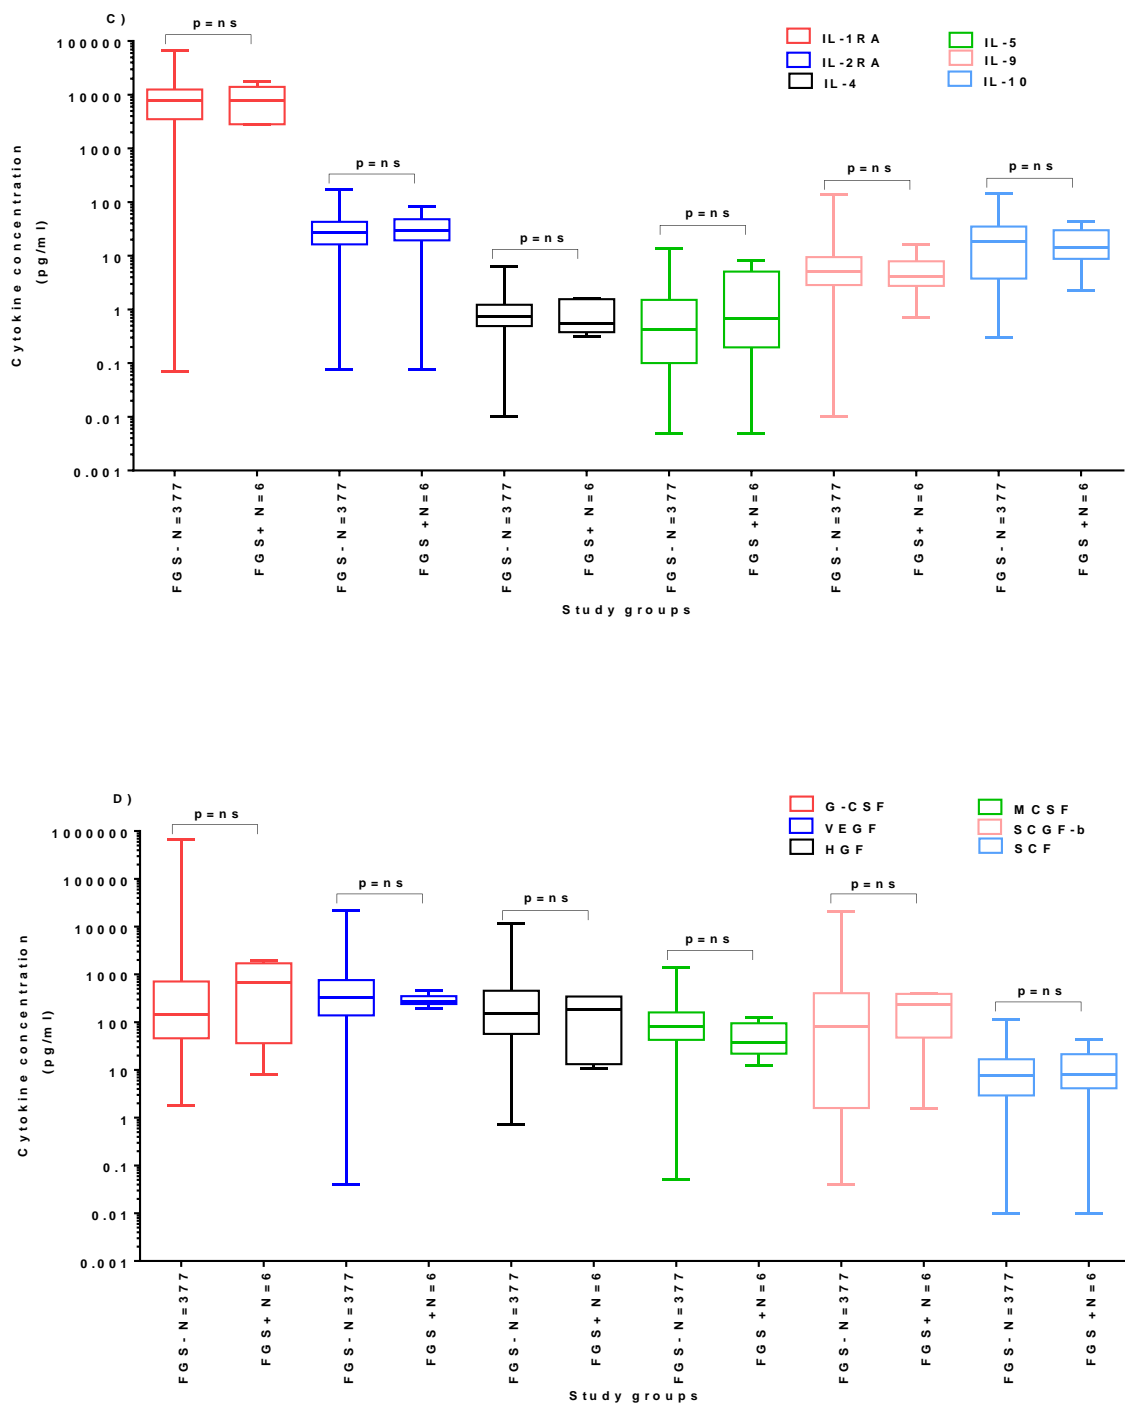 C)
p=ns
IL-1RA
IL-2RA
IL-4
IL-5
IL-9
IL-10
100000
10000
1000
100
10
1
0.1
0.01
0.001
p=ns
p=ns
p=ns
p=ns
p=ns
Cytokine concentration
(pg/ml)
FGS- N=377
FGS+ N=6
FGS- N=377
FGS +N=6
FGS- N=377
FGS+ N=6
FGS- N=377
FGS +N=6
FGS- N=377
FGS +N=6
FGS- N=377
FGS +N=6
Study groups
D)
p=ns
G-CSF
VEGF
HGF
MCSF
SCGF-b
SCF
1000000
100000
10000
1000
100
10
1
0.1
0.01
0.001
p=ns
p=ns
p=ns
p=ns
p=ns
Cytokine concentration
(pg/ml)
FGS- N=377
FGS+ N=6
FGS- N=377
FGS +N=6
FGS- N=377
FGS+ N=6
FGS- N=377
FGS +N=6
FGS- N=377
FGS +N=6
FGS- N=377
FGS +N=6
Study groups